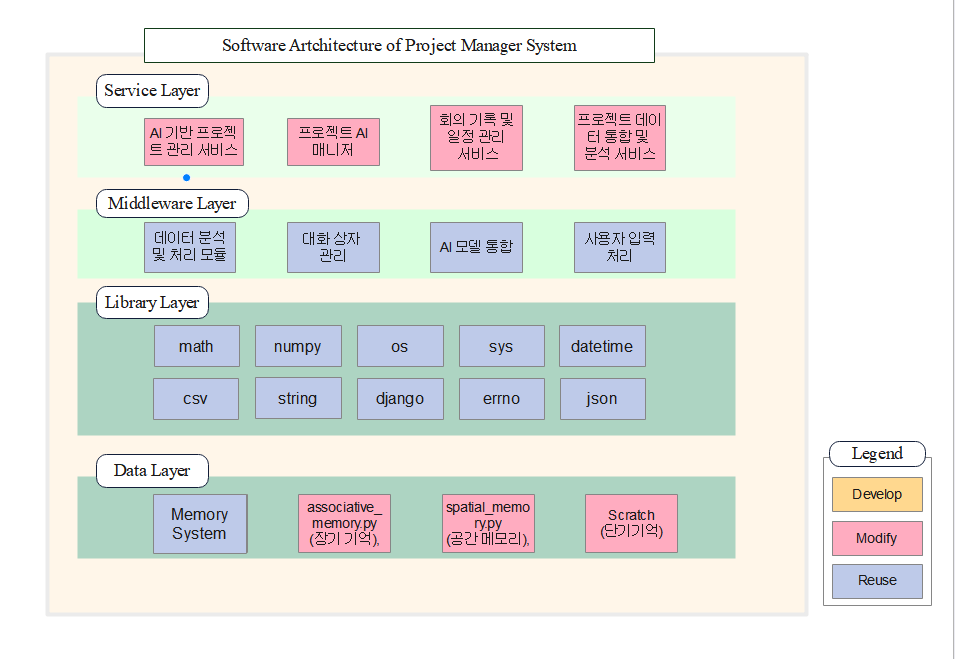 Software Artchitecture of Project Manager System
Service Layer
AI 기반 프로젝
트 관리 서비스
프로젝트 AI
매니저
회의 기록 및
일정 관리
서비스
프로젝트 데이
터 통합 및
분석 서비스
Middleware Layer
데이터 분석
및 처리 모듈
대화 상자
관리
AI 모델 통합
사용자 입력
처리
Library Layer
math
numpy
os
sys
datetime
csv
string
django
errno
json
Data Layer
Memory
System
associative_
memory.py
(장기 기억),
spatial_memo
ry.py
(공간 메모리),
Scratch
(단기기억)
Legend
Develop
Modify
Reuse